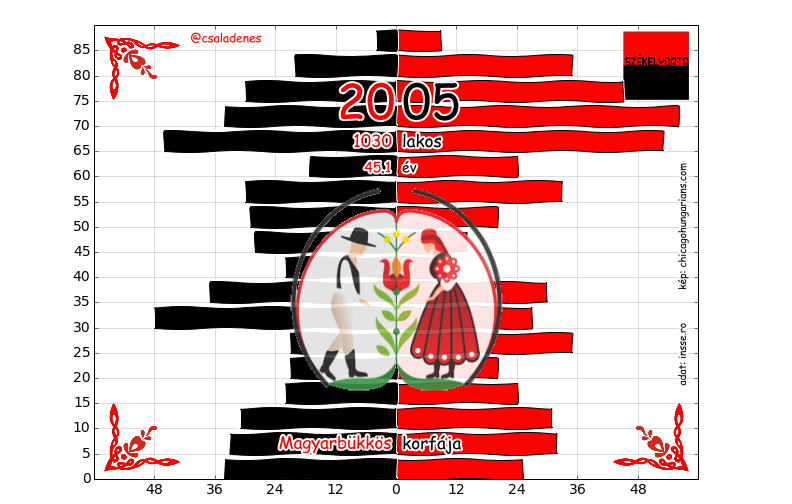 @csaladenes
SZÉKELYDATA
2005
1030 lakos
45.1 év
kép: chicagohungarians.com
adat: insse.ro
Magyarbükkös korfája
85
80
75
70
65
60
55
50
45
40
35
30
25
20
15
10
5
0
48 36 24 12 0 12 24 36 48